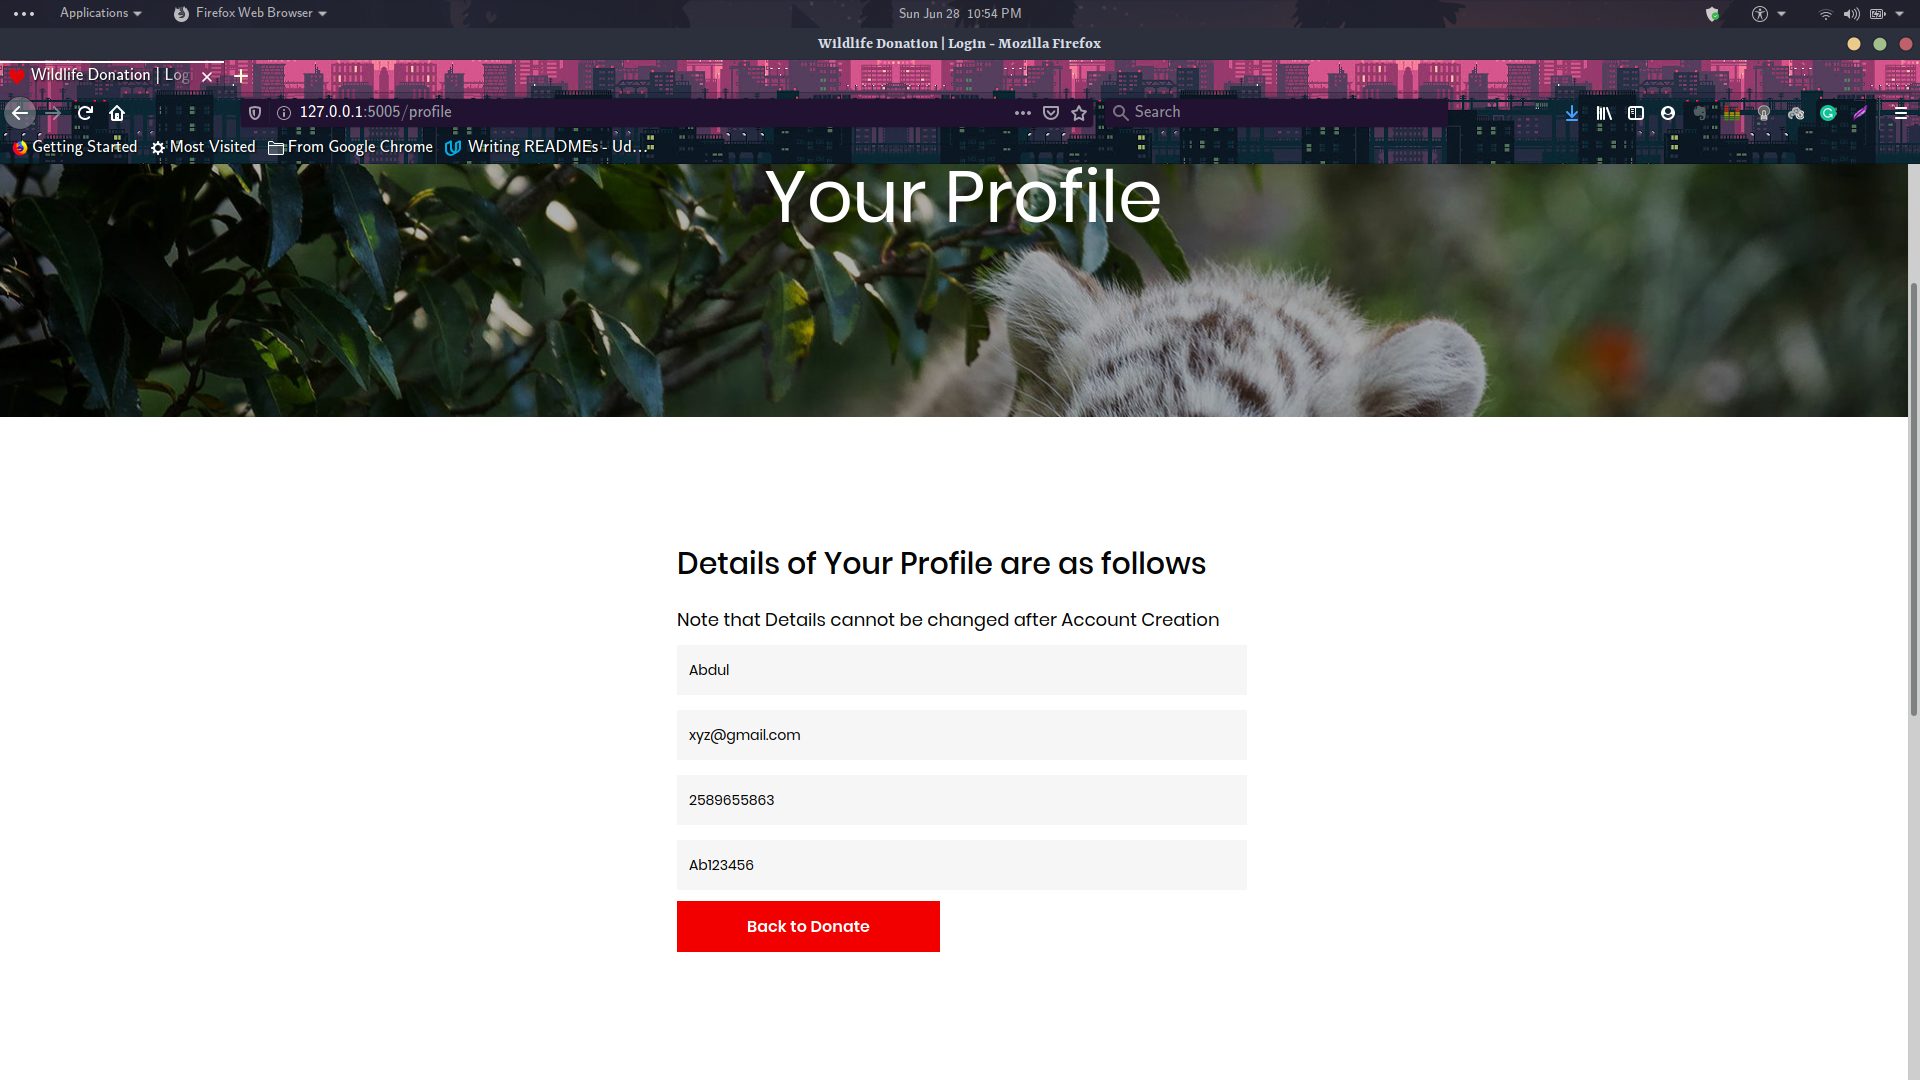 Applications
Firefox Web Browser
Sun Jun 28 10:54 PM
Wildlife Donation | Login - Mozilla Firefox
Wildlife Donation | Log
127.0.0.1:5005/profile
Search
Getting Started
Most Visited
From Google Chrome
Writing READMEs - Ud...
Your Profile
Details of Your Profile are as follows
Note that Details cannot be changed after Account Creation
Abdul
xyz@gmail.com
2589655863
Ab123456
Back to Donate